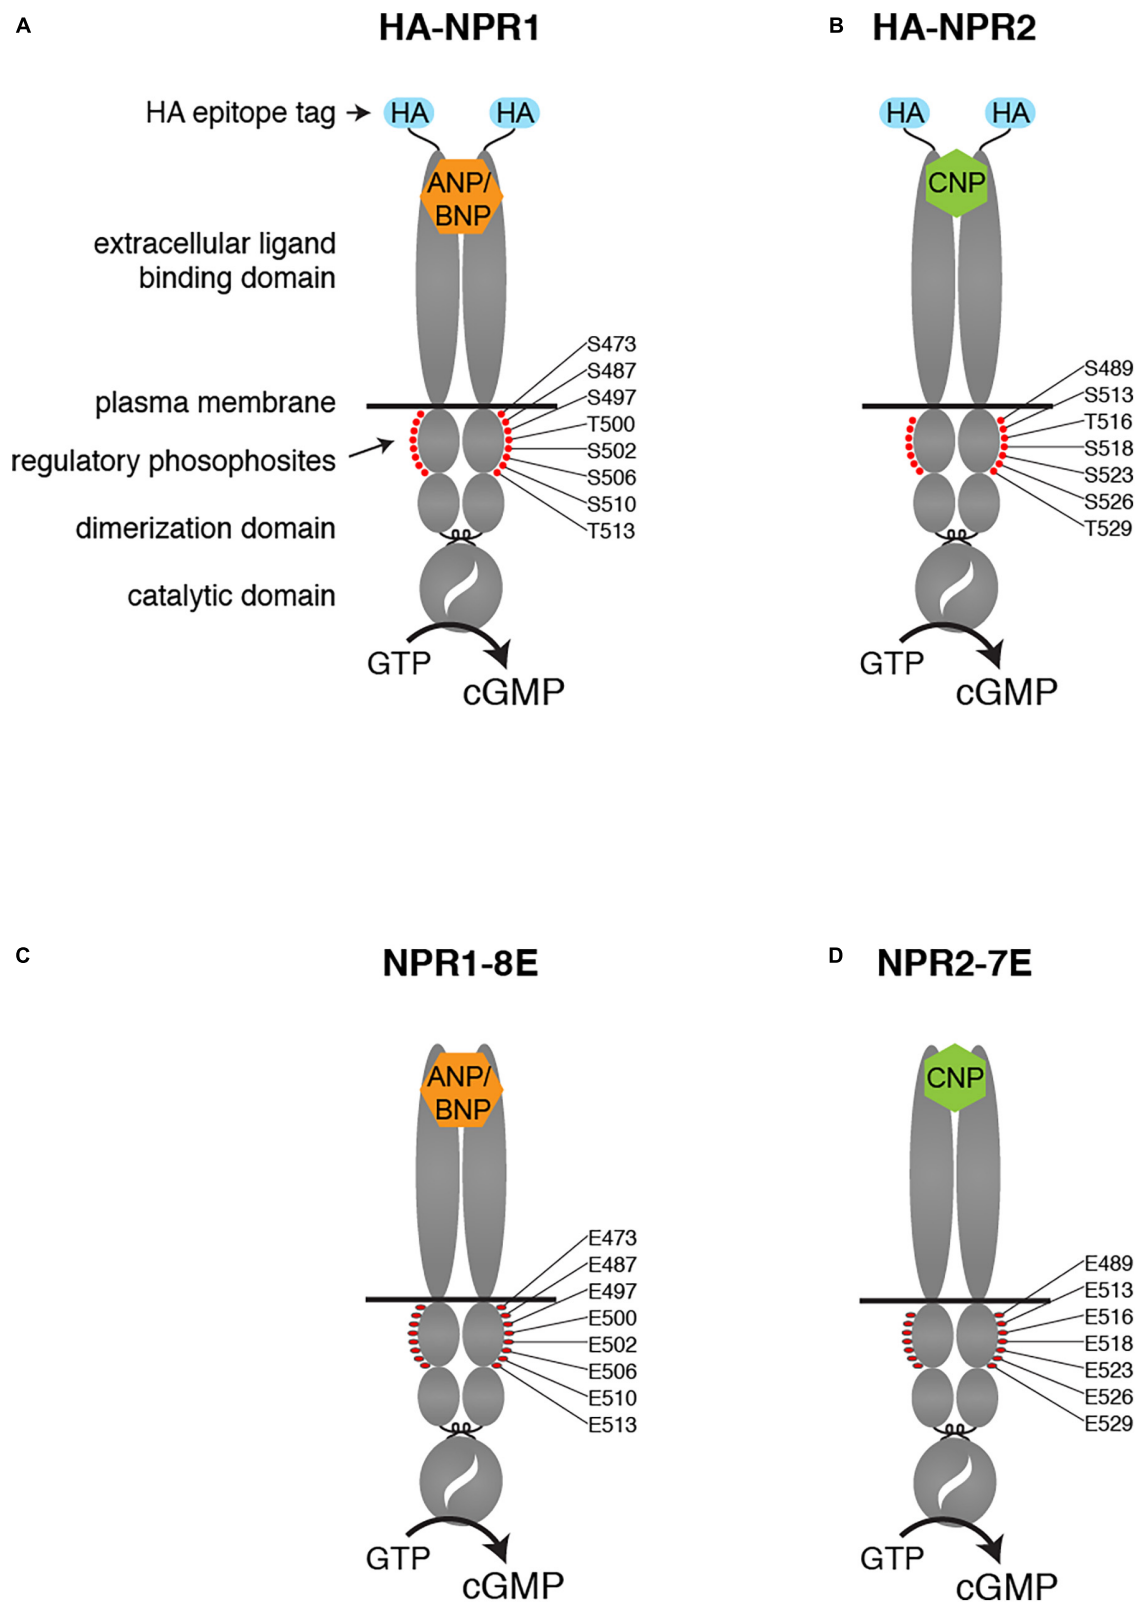 A
HA-NPR1
HA epitope tag
HA
HA
ANP/
BNP
extracellular ligand
binding domain
plasma membrane
regulatory phosophosites
dimerization domain
catalytic domain
S473
S487
S497
T500
S502
S506
S510
T513
GTP
cGMP
B
HA-NPR2
HA
HA
CNP
S489
S513
T516
S518
S523
S526
T529
GTP
cGMP
C
NPR1-8E
ANP/
BNP
E473
E487
E497
E500
E502
E506
E510
E513
GTP
cGMP
D
NPR2-7E
CNP
E489
E513
E516
E518
E523
E526
E529
GTP
cGMP